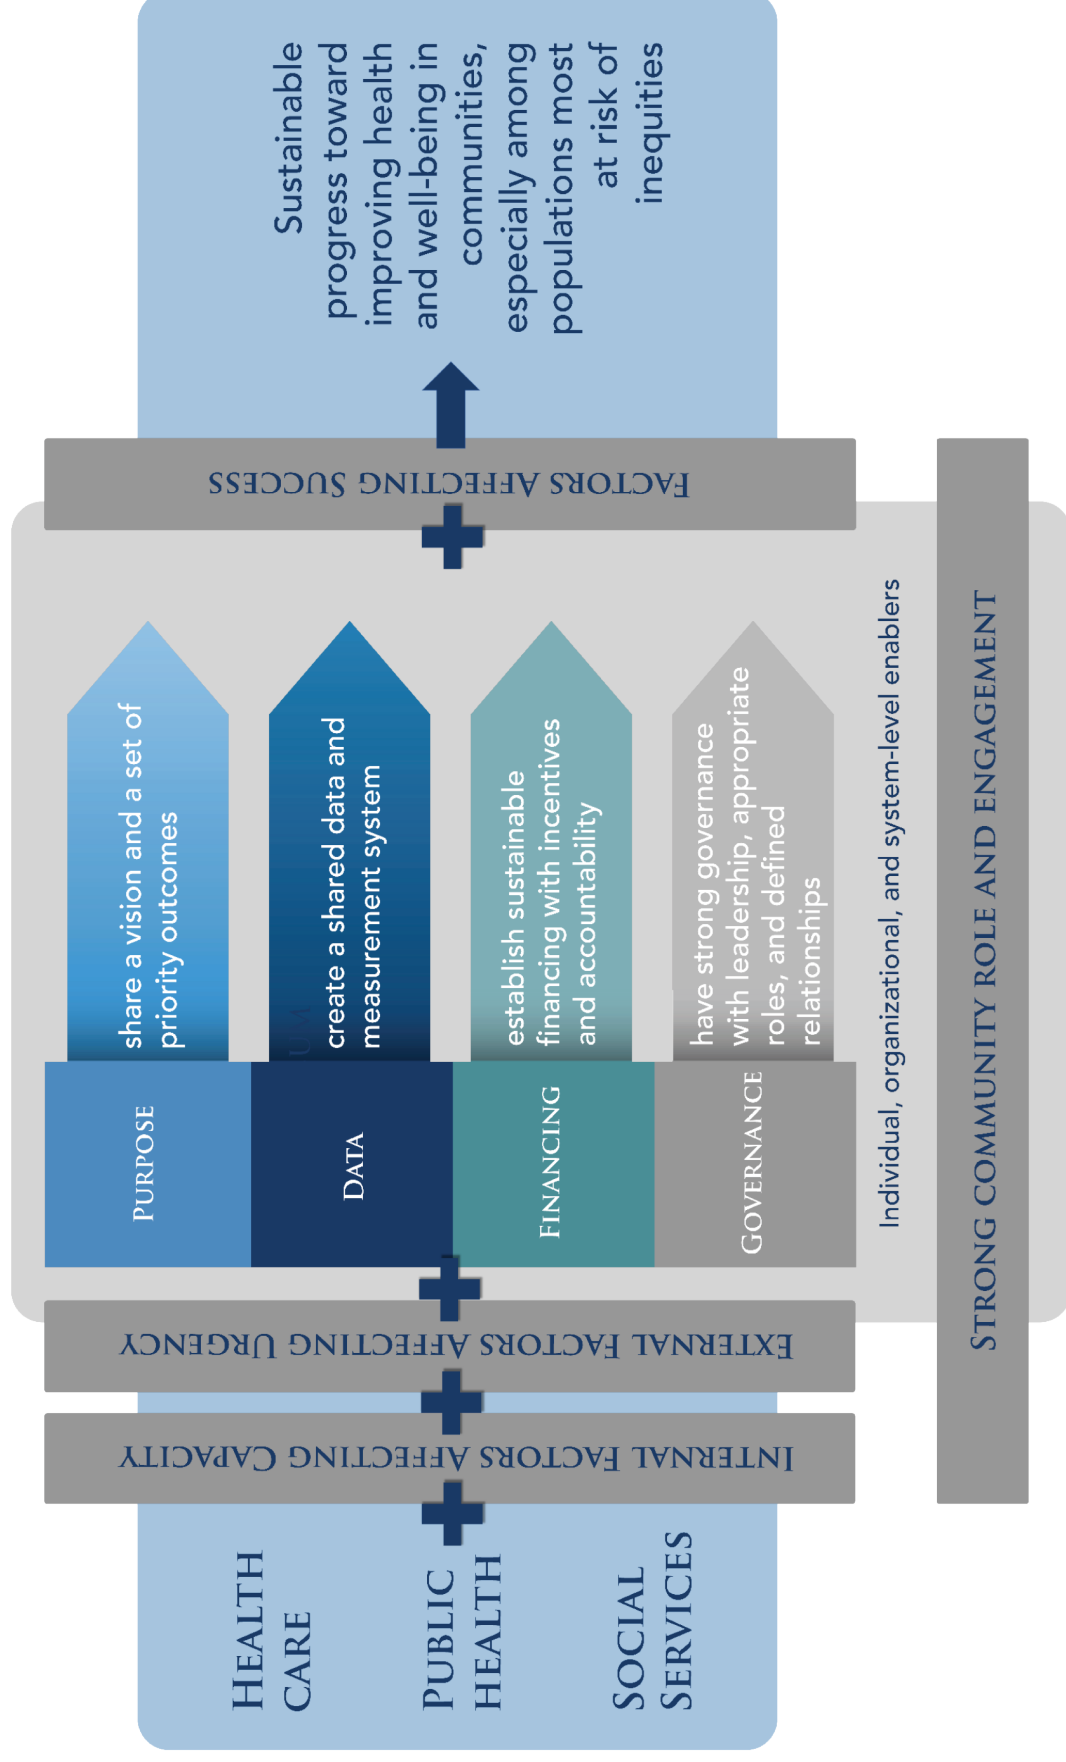 HEALTH
CARE
PUBLIC
HEALTH
SOCIAL
SERVICES
INTERNAL FACTORS AFFECTING CAPACITY
EXTERNAL FACTORS AFFECTING URGENCY
PURPOSE
share a vision and a set of
priority outcomes
DATA
create a shared data and
measurement system
FINANCING
establish sustainable
financing with incentives
and accountability
GOVERNANCE
have strong governance
with leadership, appropriate
roles, and defined
relationships
Individual, organizational, and system-level enablers
FACTORS AFFECTING SUCCESS
Sustainable
progress toward
improving health
and well-being in
communities,
especially among
populations most
at risk of
inequities
STRONG COMMUNITY ROLE AND ENGAGEMENT